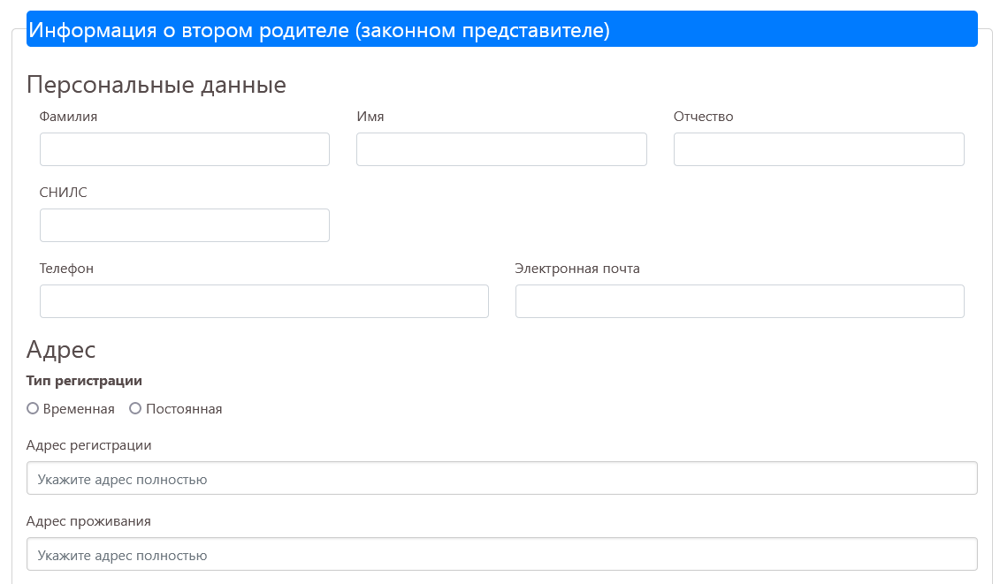 Информация о втором родителе (законном представителе)
Персональные данные
Фамилия
Имя
Отчество
СНИЛС
Телефон
Электронная почта
Адрес
Тип регистрации
Временная
Постоянная
Адрес регистрации
Укажите адрес полностью
Адрес проживания
Укажите адрес полностью